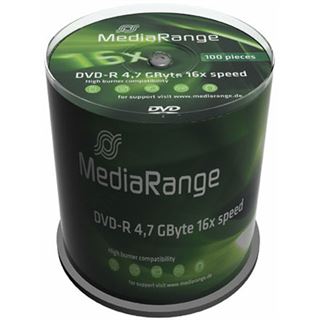 MediaRange
16x
100 pieces
DVD-R 4,7 GByte 16x speed
High burner compatibility
for support visit www.mediarange.de
DVD
MediaRange
DVD-R 4,7 GByte 16x speed
High burner compatibility
for support visit www.mediarange.de